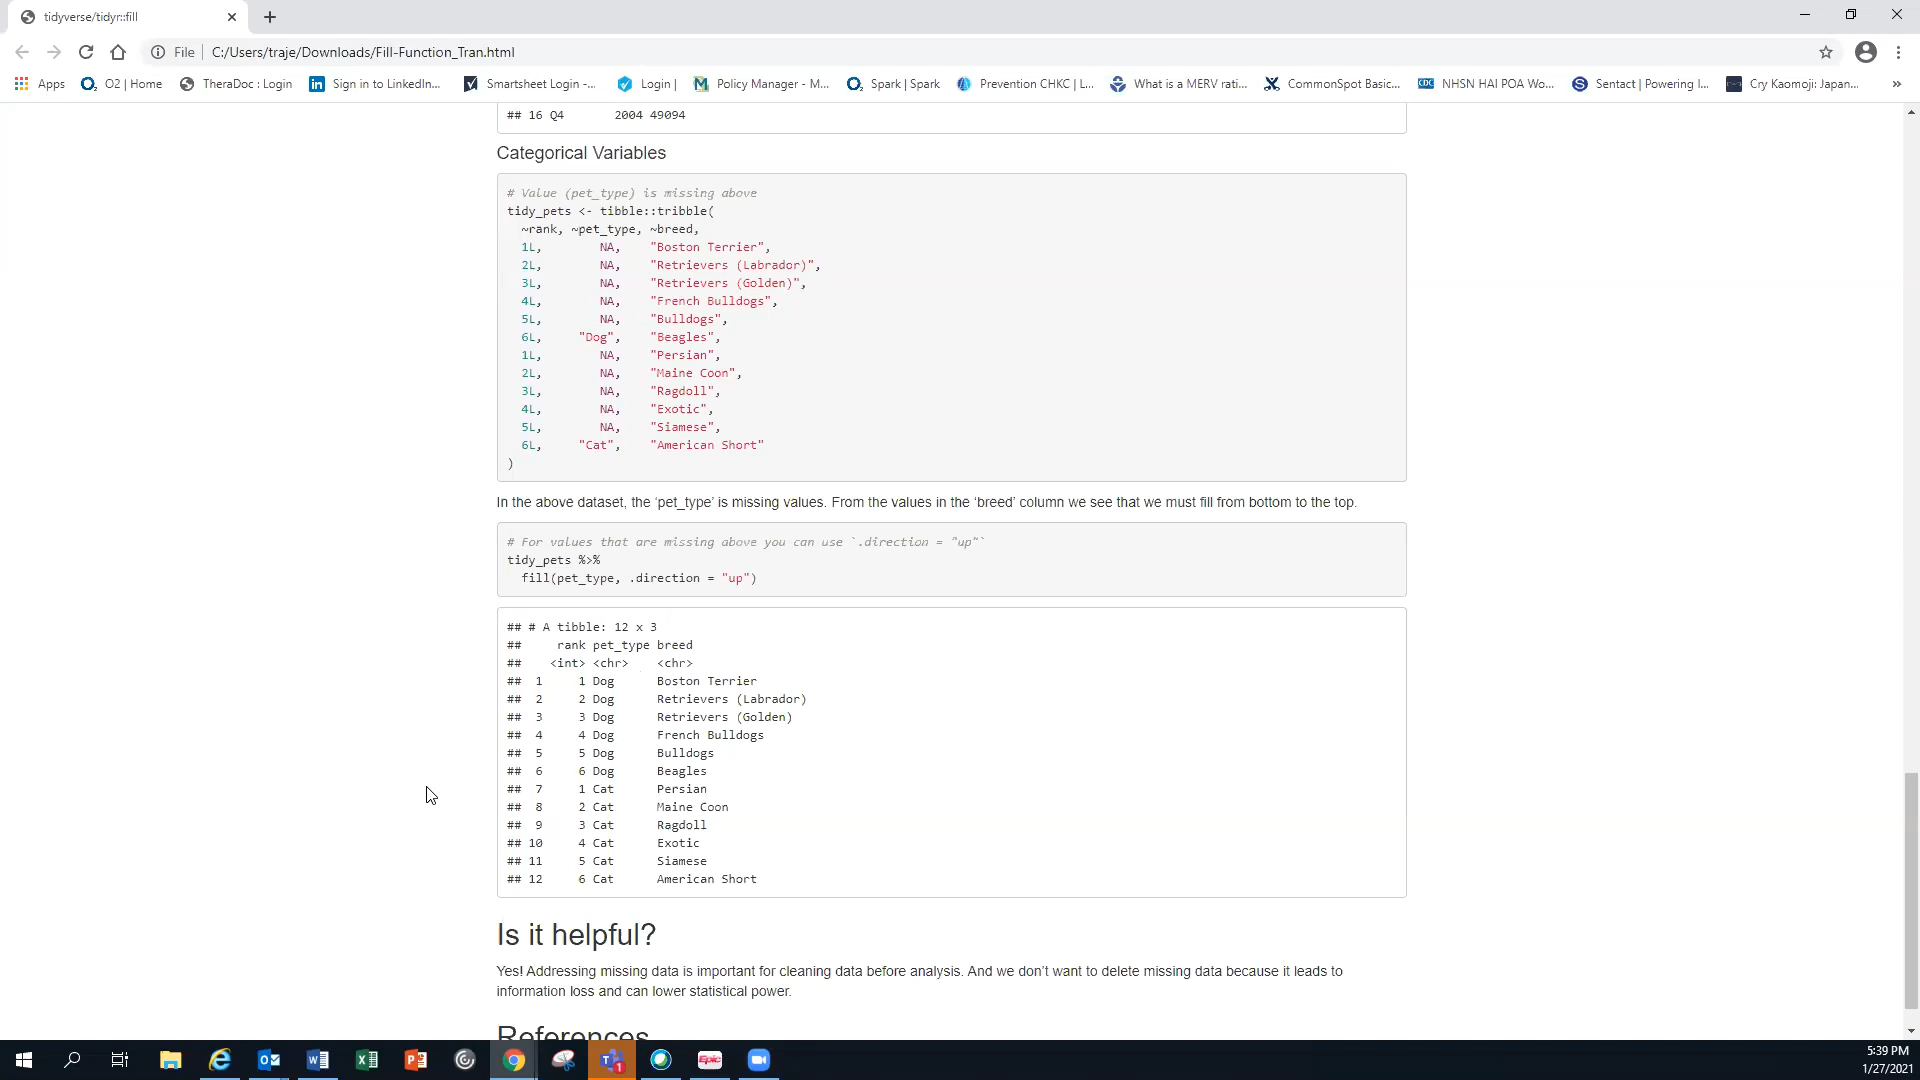 tidyverse/tidyr::fill
File
C:/Users/traje/Downloads/Fill-Function_Tran.html
Apps
O2 | Home
TheraDoc : Login
Sign in to LinkedIn...
Smartsheet Login -...
Login |
Policy Manager - M...
Spark | Spark
Prevention CHKC | L...
What is a MERV rati...
CommonSpot Basic...
NHSN HAI POA Wo...
Sentact | Powering I...
Cry Kaomoji: Japan...
## 16 Q4       2004 49094
Categorical Variables
# Value (pet_type) is missing above
tidy_pets <- tibble::tribble(
  ~rank, ~pet_type, ~breed,
  1L,        NA,    "Boston Terrier",
  2L,        NA,    "Retrievers (Labrador)",
  3L,        NA,    "Retrievers (Golden)",
  4L,        NA,    "French Bulldogs",
  5L,        NA,    "Bulldogs",
  6L,     "Dog",    "Beagles",
  1L,        NA,    "Persian",
  2L,        NA,    "Maine Coon",
  3L,        NA,    "Ragdoll",
  4L,        NA,    "Exotic",
  5L,        NA,    "Siamese",
  6L,     "Cat",    "American Short"
)
In the above dataset, the ‘pet_type’ is missing values. From the values in the ‘breed’ column we see that we must fill from bottom to the top.
# For values that are missing above you can use `.direction = "up"`
tidy_pets %>%
  fill(pet_type, .direction = "up")
## # A tibble: 12 x 3
##     rank pet_type breed
##    <int> <chr>    <chr>
##  1     1 Dog      Boston Terrier
##  2     2 Dog      Retrievers (Labrador)
##  3     3 Dog      Retrievers (Golden)
##  4     4 Dog      French Bulldogs
##  5     5 Dog      Bulldogs
##  6     6 Dog      Beagles
##  7     1 Cat      Persian
##  8     2 Cat      Maine Coon
##  9     3 Cat      Ragdoll
## 10     4 Cat      Exotic
## 11     5 Cat      Siamese
## 12     6 Cat      American Short
Is it helpful?
Yes! Addressing missing data is important for cleaning data before analysis. And we don’t want to delete missing data because it leads to
information loss and can lower statistical power.
References
Epic
5:39 PM
1/27/2021